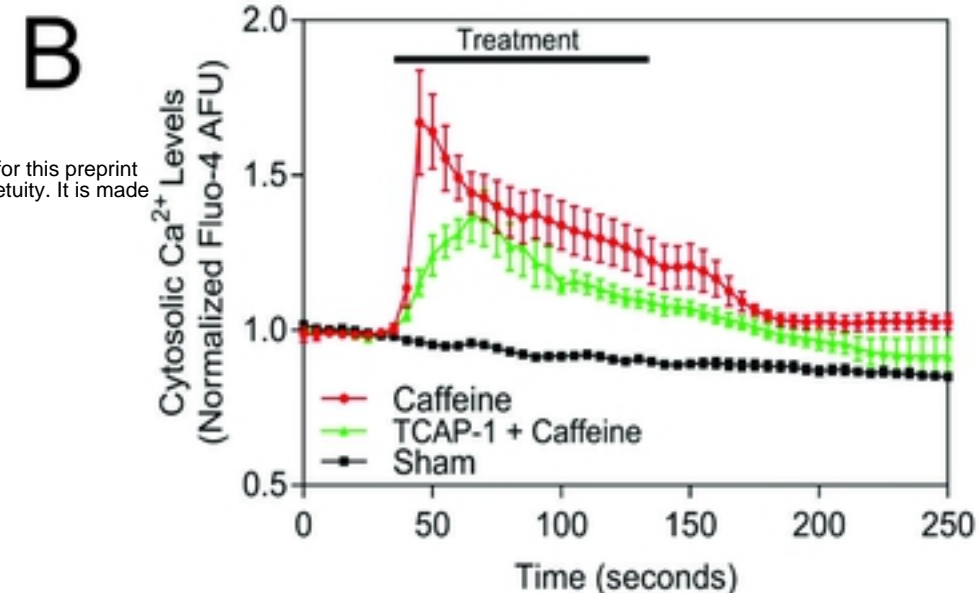 B
for this preprint
etuity. It is made
Cytosolic Ca2+ Levels
(Normalized Fluo-4 AFU)
2.0
1.5
1.0
0.5
Treatment
Caffeine
TCAP-1 + Caffeine
Sham
0 50 100 150 200 250
Time (seconds)